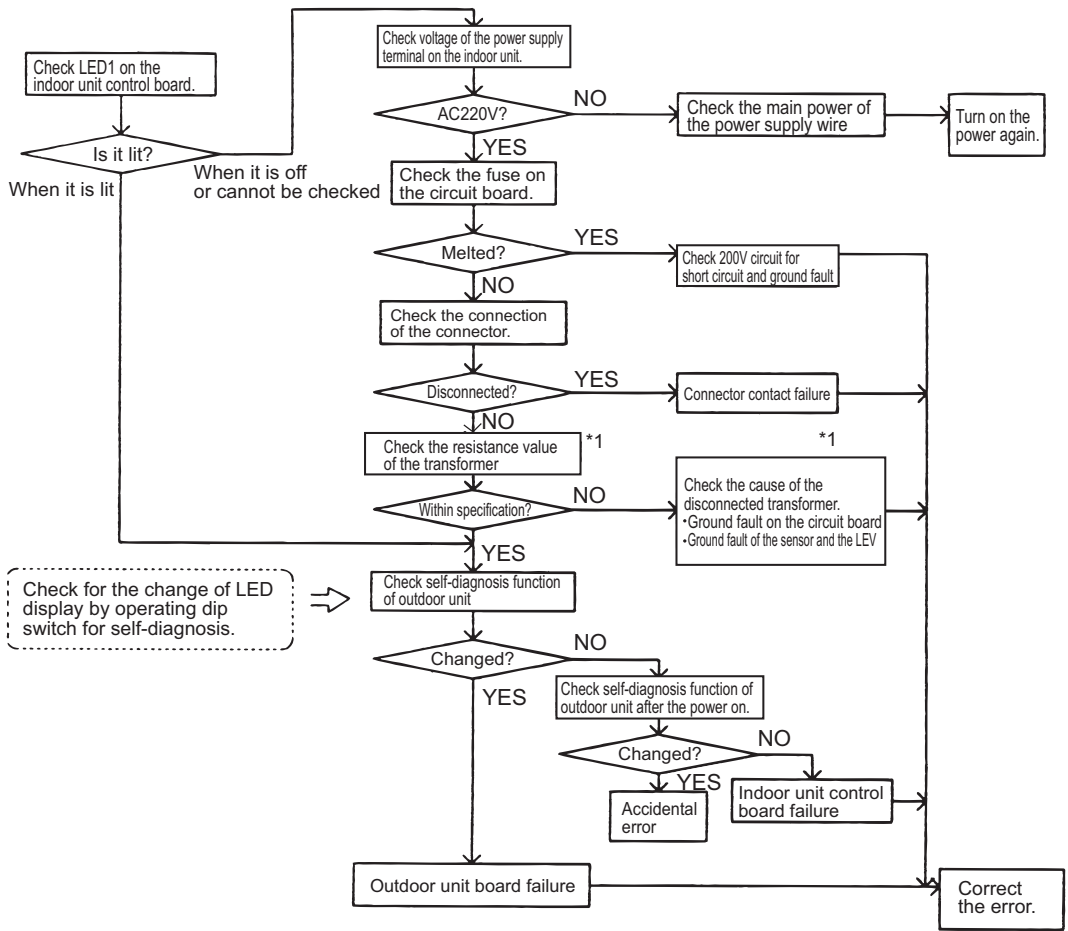 Check LED1 on the
indoor unit control board.
Is it lit?
When it is lit
When it is off
or cannot be checked
Check voltage of the power supply
terminal on the indoor unit.
AC220V?
NO
Check the main power of
the power supply wire
Turn on the
power again.
YES
Check the fuse on
the circuit board.
Melted?
YES
Check 200V circuit for
short circuit and ground fault
NO
Check the connection
of the connector.
Disconnected?
YES
Connector contact failure
NO
Check the resistance value
of the transformer
*1
*1
Within specification?
NO
Check the cause of the
disconnected transformer.
•Ground fault on the circuit board
•Ground fault of the sensor and the LEV
YES
Check for the change of LED
display by operating dip
switch for self-diagnosis.
Check self-diagnosis function
of outdoor unit
Changed?
NO
YES
Check self-diagnosis function of
outdoor unit after the power on.
Changed?
NO
YES
Accidental
error
Indoor unit control
board failure
Outdoor unit board failure
Correct
the error.